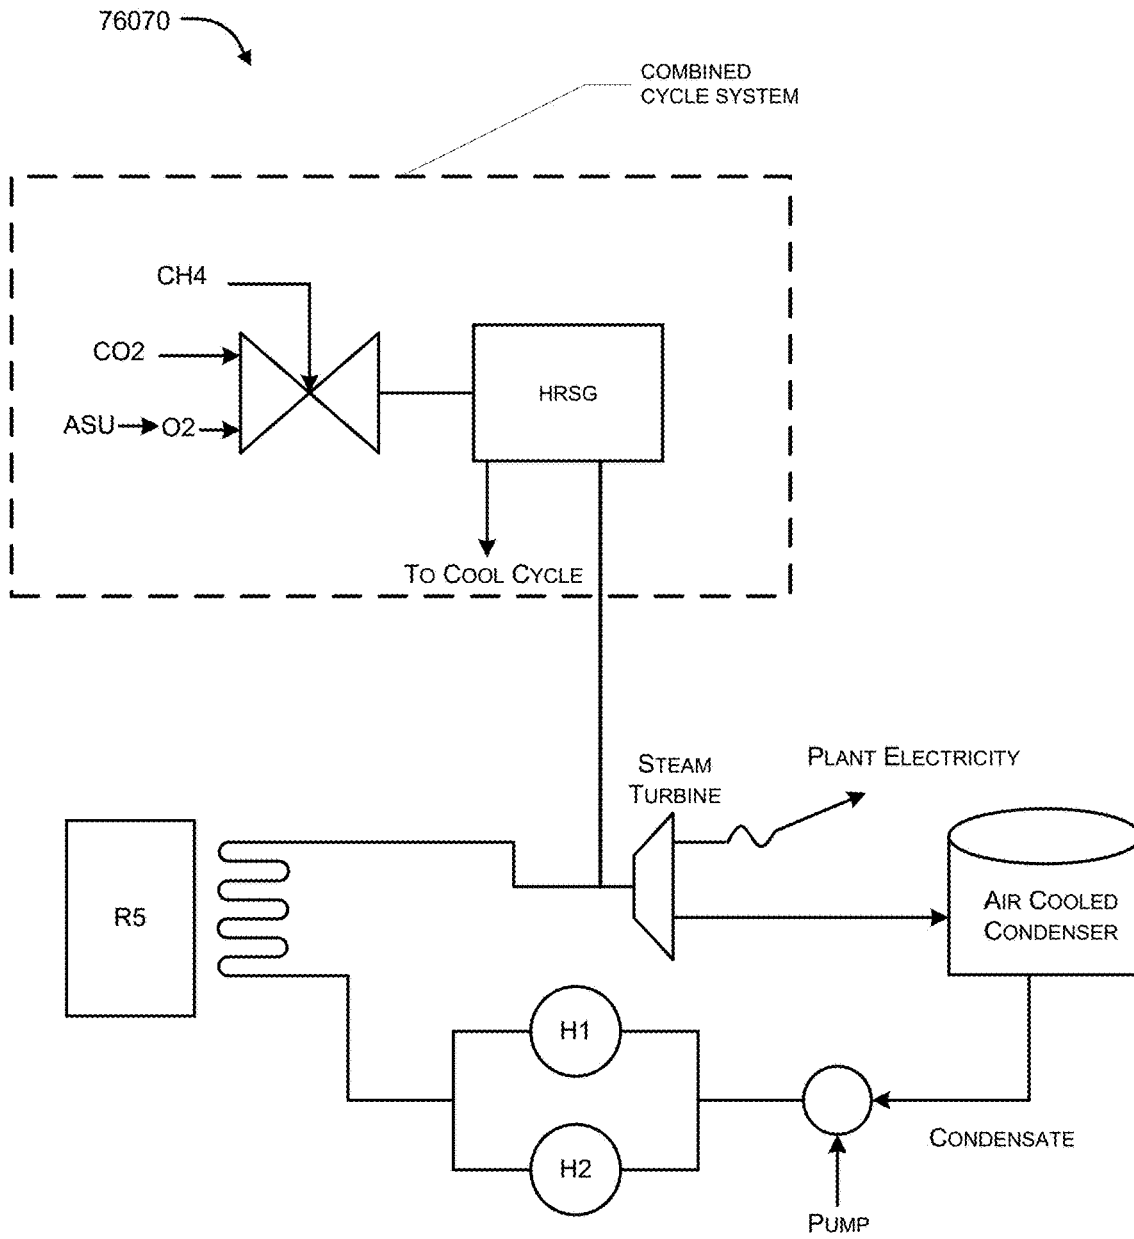 76070
COMBINED
CYCLE SYSTEM
CH4
CO2
ASU
O2
HRSG
TO COOL CYCLE
STEAM
TURBINE
PLANT ELECTRICITY
R5
AIR COOLED
CONDENSER
H1
H2
CONDENSATE
PUMP